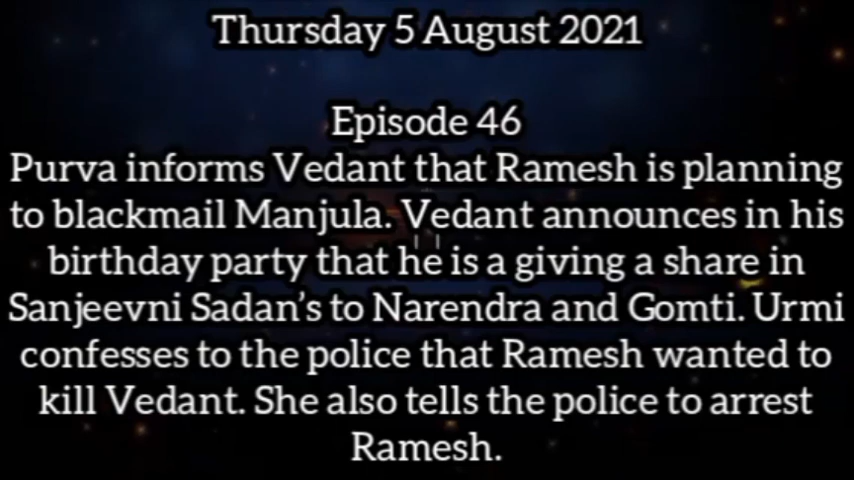 Thursday 5 August 2021
Episode 46
Purva informs Vedant that Ramesh is planning
to blackmail Manjula. Vedant announces in his
birthday party that he is a giving a share in
Sanjeevni Sadan's to Narendra and Gomti. Urmi
confesses to the police that Ramesh wanted to
kill Vedant. She also tells the police to arrest
Ramesh.